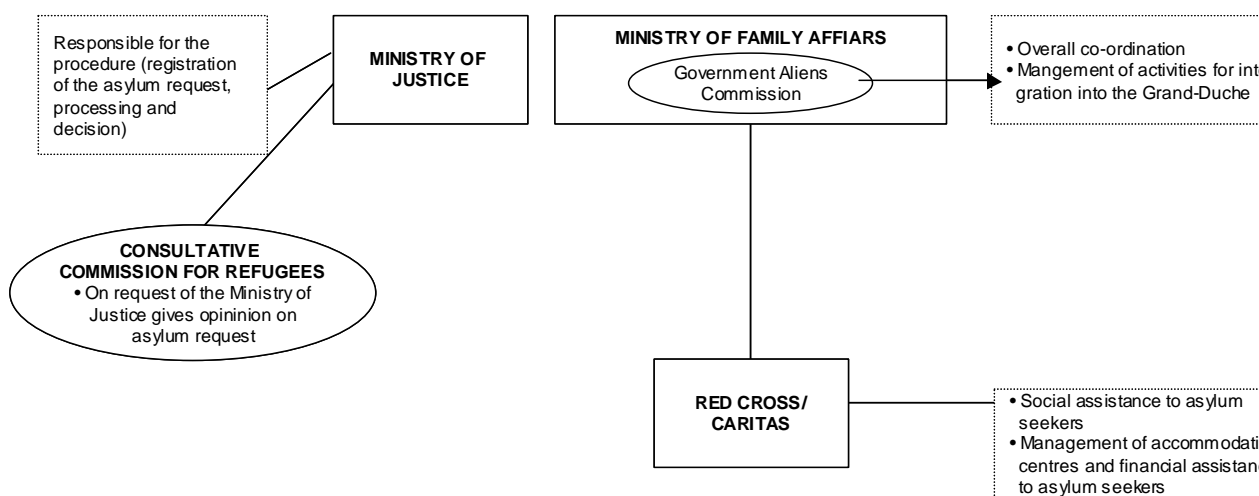 Responsible for the
procedure (registration
of the asylum request,
processing and
decision)
MINISTRY OF
JUSTICE
MINISTRY OF FAMILY AFFIARS
Government Aliens
Commission
• Overall co-ordination
• Mangement of activities for int
gration into the Grand-Duche
CONSULTATIVE
COMMISSION FOR REFUGEES
• On request of the Ministry of
Justice gives opininion on
asylum request
RED CROSS/
CARITAS
• Social assistance to asylum
seekers
• Management of accommodati
centres and financial assistan
to asylum seekers